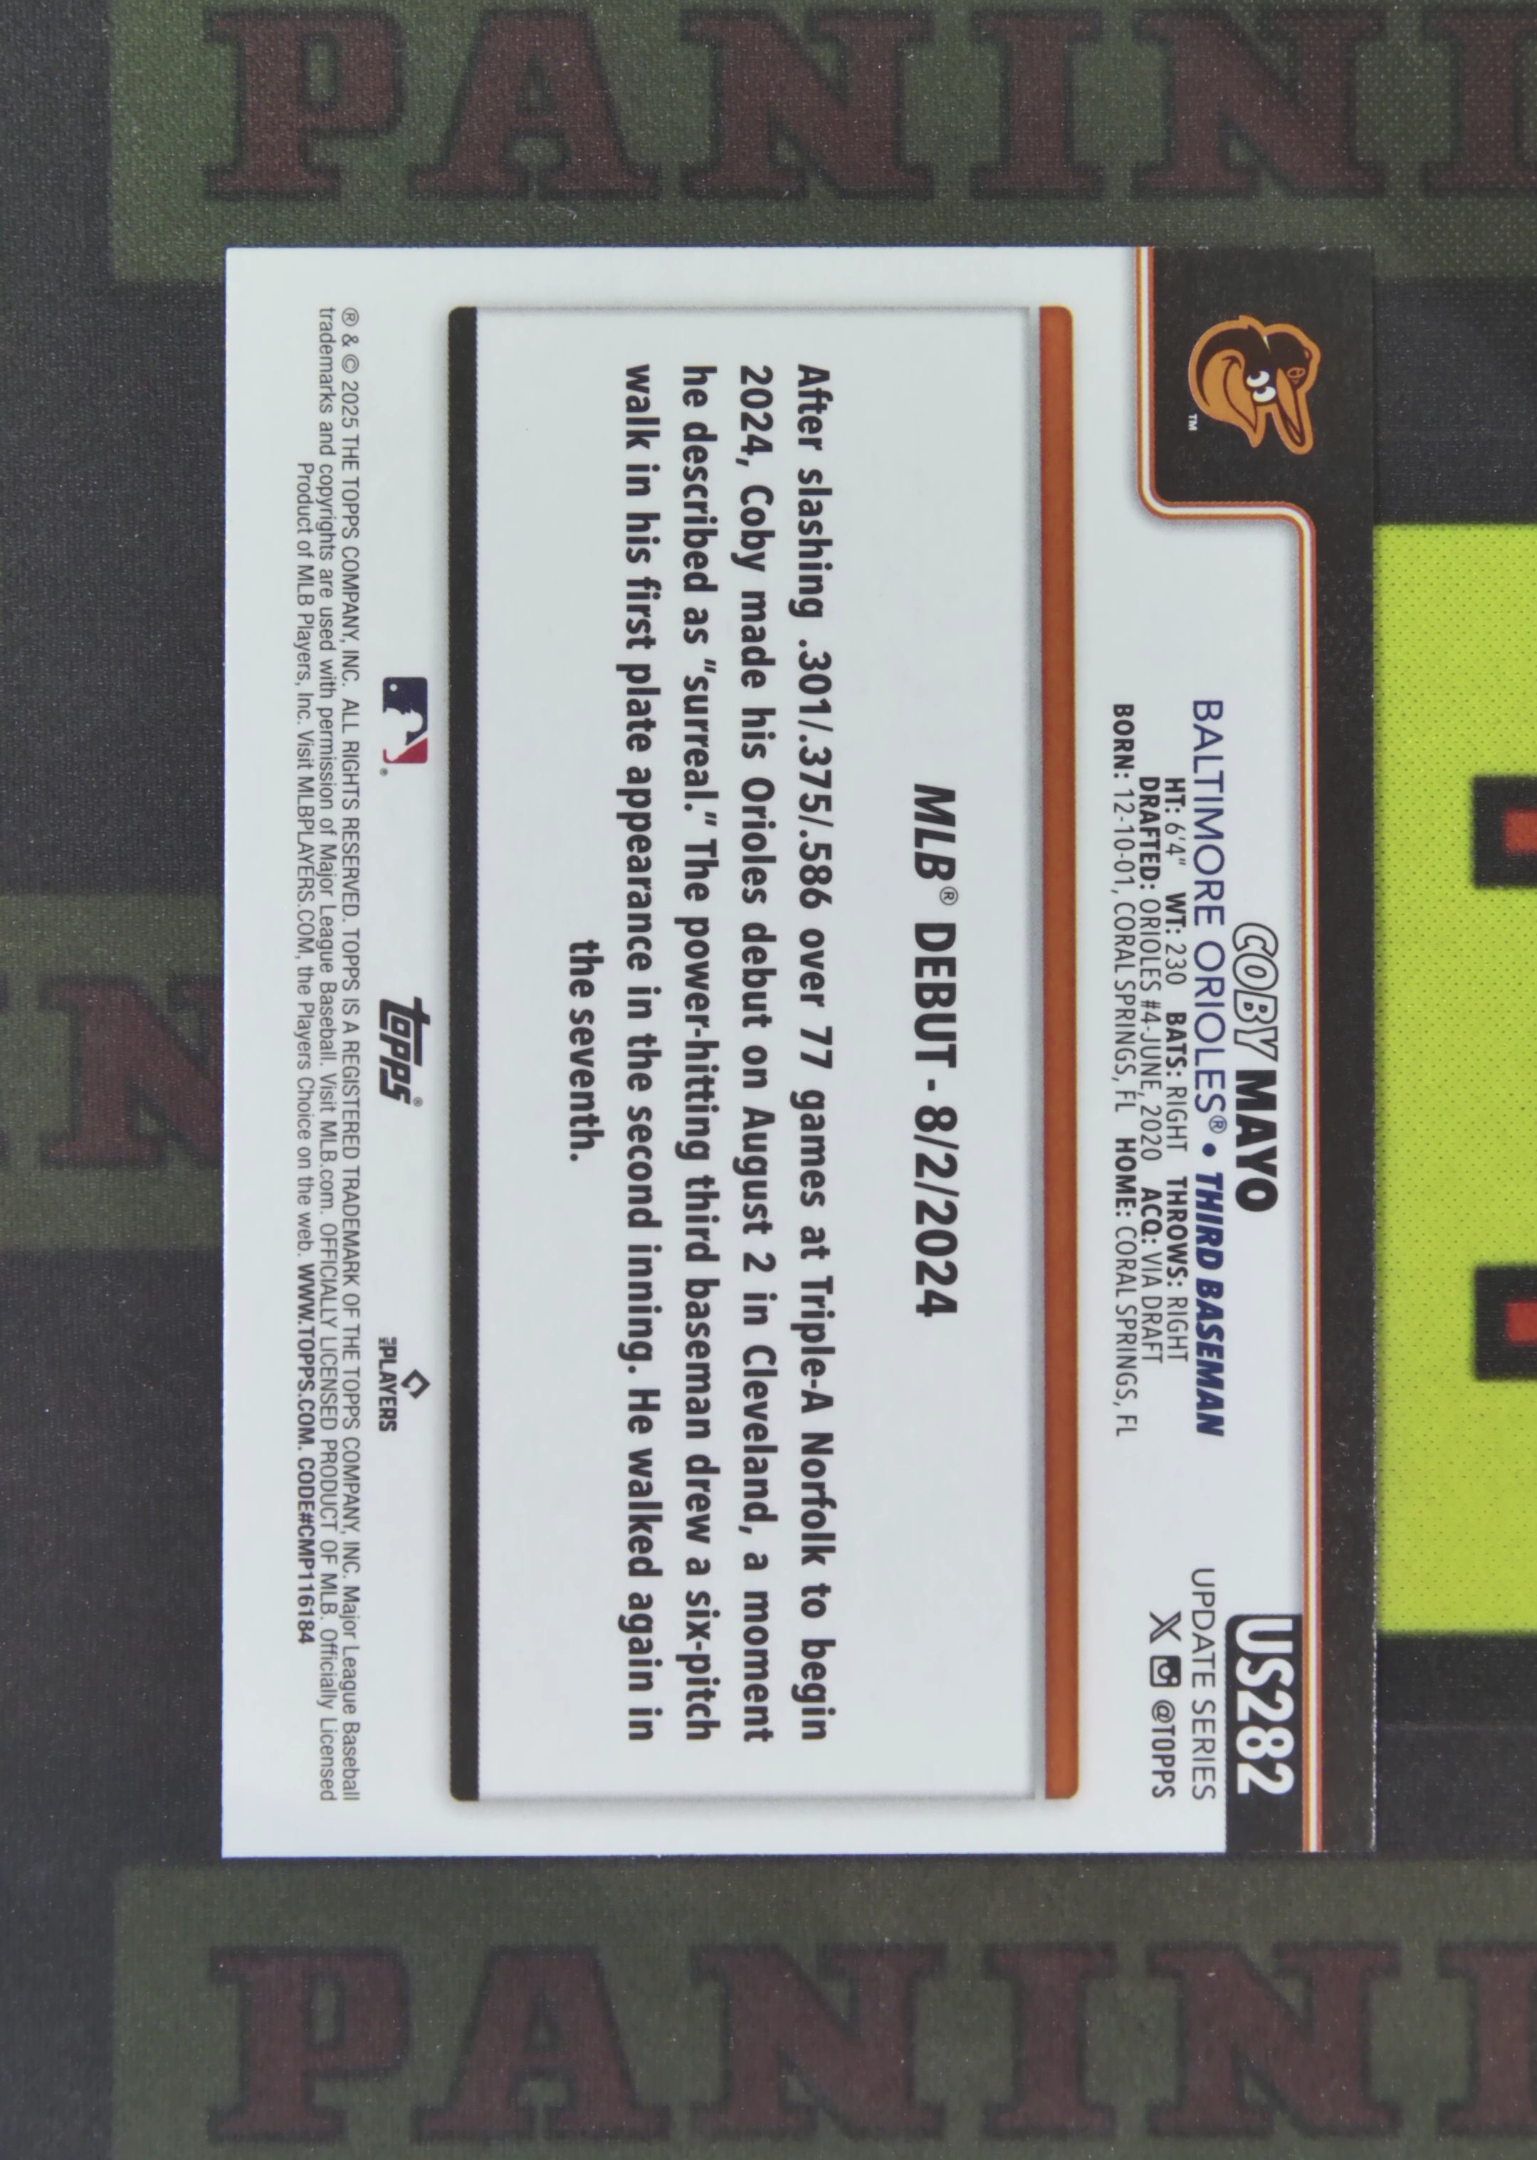 PANINI
US282
COBY MAYO
UPDATE SERIES
BALTIMORE ORIOLES® • THIRD BASEMAN
HT: 6'4" WT: 230 BATS: RIGHT THROWS: RIGHT
@TOPPS
DRAFTED: ORIOLES #4-JUNE, 2020 ACQ: VIA DRAFT
BORN: 12-10-01, CORAL SPRINGS, FL HOME: CORAL SPRINGS, FL
TM
MLB® DEBUT - 8/2/2024
After slashing .301/.375/.586 over 77 games at Triple-A Norfolk to begin
2024, Coby made his Orioles debut on August 2 in Cleveland, a moment
he described as "surreal." The power-hitting third baseman drew a six-pitch
walk in his first plate appearance in the second inning. He walked again in
the seventh.
topps®
MLB PLAYERS
® & © 2025 THE TOPPS COMPANY, INC. ALL RIGHTS RESERVED. TOPPS IS A REGISTERED TRADEMARK OF THE TOPPS COMPANY, INC. Major League Baseball
trademarks and copyrights are used with permission of Major League Baseball. Visit MLB.com. OFFICIALLY LICENSED PRODUCT OF MLB. Officially Licensed
Product of MLB Players, Inc. Visit MLBPLAYERS.COM, the Players Choice on the web. WWW.TOPPS.COM. CODE#CMP116184
PANINI